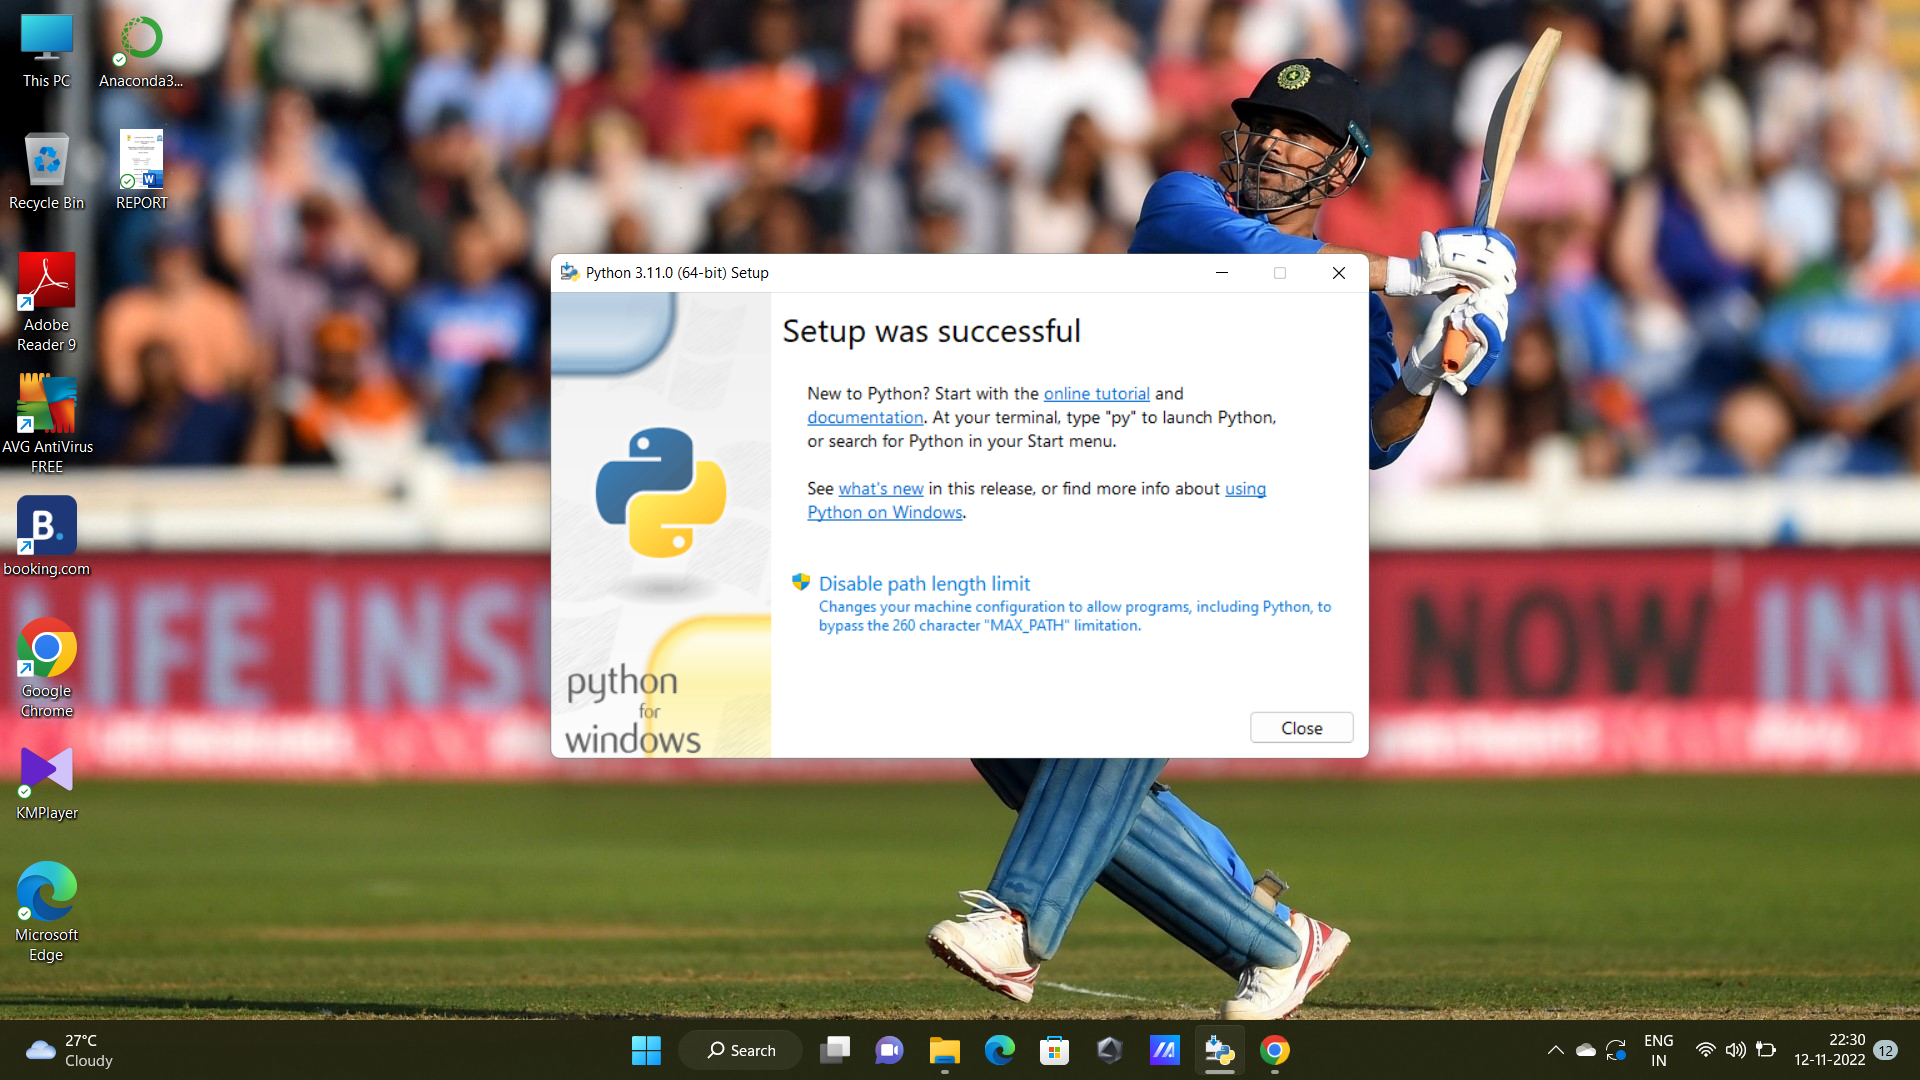 This PC
Anaconda3...
Recycle Bin
REPORT
Adobe
Reader 9
AVG AntiVirus
FREE
B.
booking.com
Google
Chrome
KMPlayer
Microsoft
Edge
Python 3.11.0 (64-bit) Setup
Setup was successful
New to Python? Start with the online tutorial and
documentation. At your terminal, type "py" to launch Python,
or search for Python in your Start menu.
See what's new in this release, or find more info about using
Python on Windows.
Disable path length limit
Changes your machine configuration to allow programs, including Python, to
bypass the 260 character "MAX_PATH" limitation.
python
for
windows
Close
LIFE INS
NOW INV
27°C
Cloudy
Search
ENG
IN
22:30
12-11-2022
12